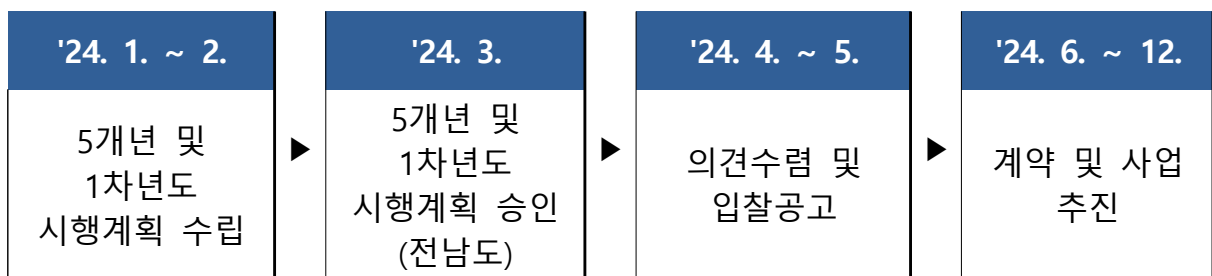 '24. 1. ~ 2.
5개년 및
1차년도
시행계획 수립
▶
'24. 3.
5개년 및
1차년도
시행계획 승인
(전남도)
▶
'24. 4. ~ 5.
의견수렴 및
입찰공고
▶
'24. 6. ~ 12.
계약 및 사업
추진